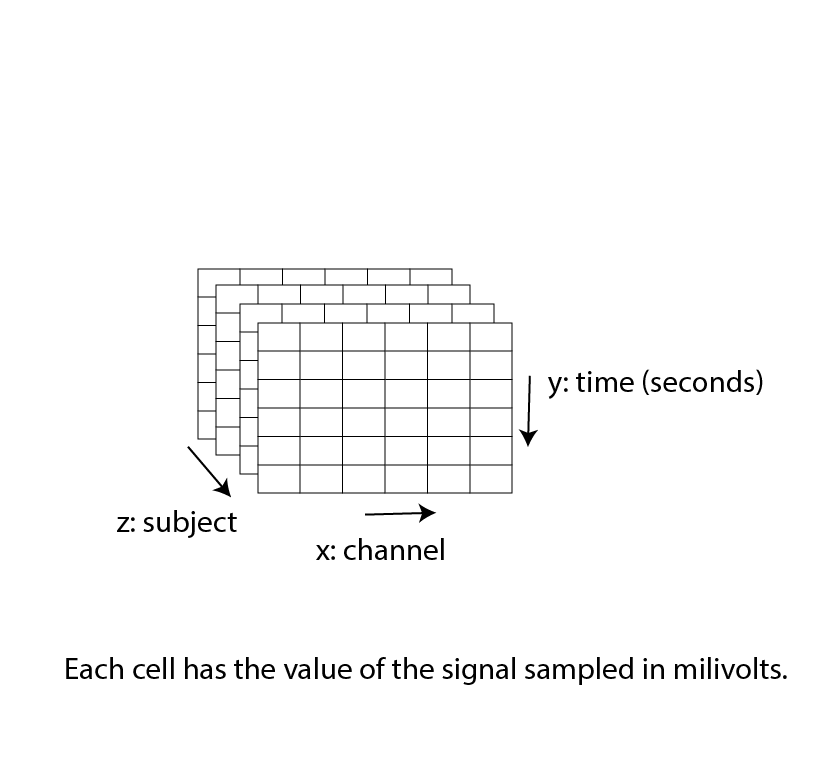 y: time (seconds)
z: subject
x: channel
Each cell has the value of the signal sampled in milivolts.